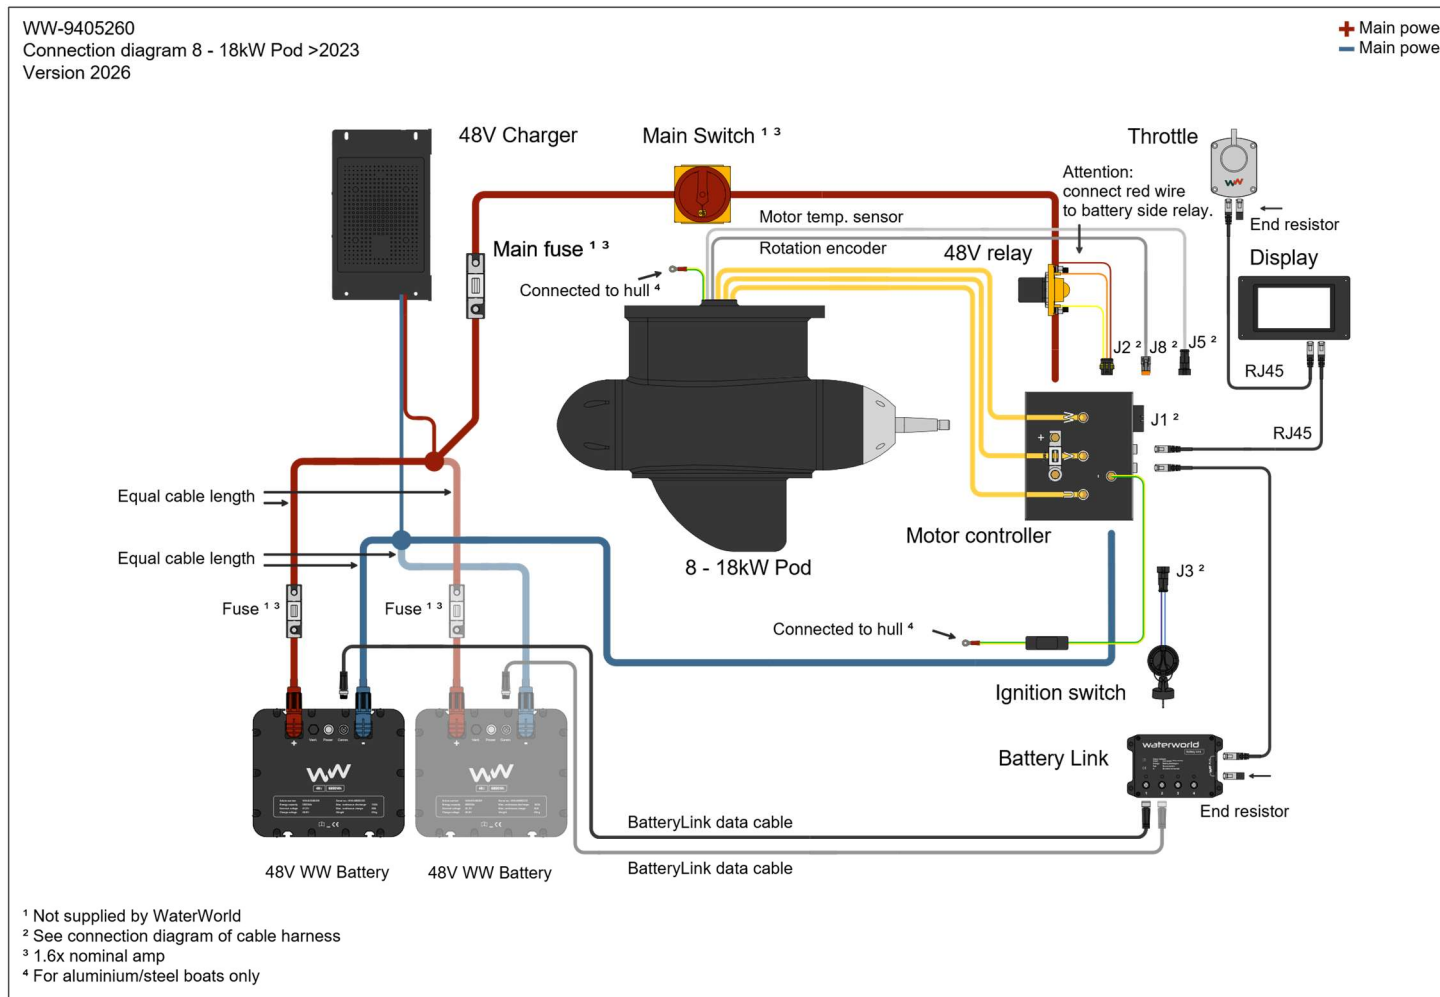 WW-9405260
Connection diagram 8 - 18kW Pod >2023
Version 2026
Main powe
Main powe
48V Charger
Main Switch ¹ ³
Throttle
Attention:
connect red wire
to battery side relay.
End resistor
Motor temp. sensor
Rotation encoder
Main fuse ¹ ³
48V relay
Display
Connected to hull ⁴
J2 ²
J8 ²
J5 ²
RJ45
J1 ²
RJ45
W
+
V
-
U
Equal cable length
Motor controller
Equal cable length
8 - 18kW Pod
J3 ²
Fuse ¹ ³
Fuse ¹ ³
Connected to hull ⁴
Ignition switch
+
-
+
-
waterworld
Battery Link
1 2 3 4
End resistor
BatteryLink data cable
BatteryLink data cable
48V WW Battery
48V WW Battery
¹ Not supplied by WaterWorld
² See connection diagram of cable harness
³ 1.6x nominal amp
⁴ For aluminium/steel boats only